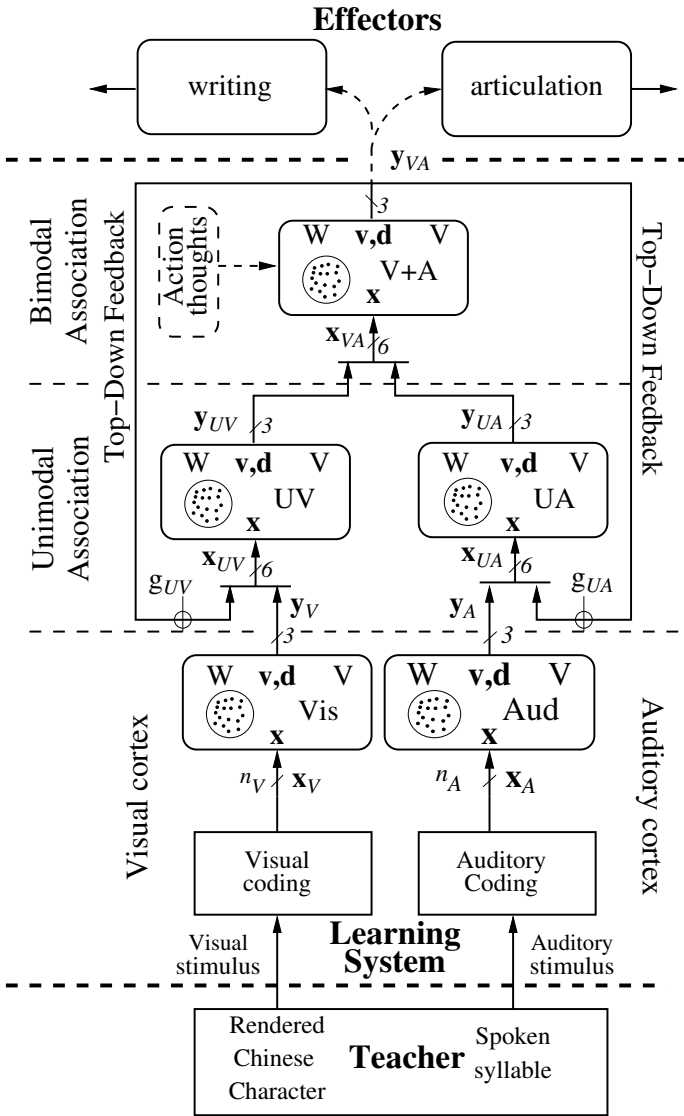 Effectors
writing
articulation
y_VA
3
Bimodal
Association
Top–Down Feedback
Action
thoughts
W v,d V
V+A
x
x_VA 6
Top–Down Feedback
Unimodal
Association
y_UV 3
y_UA 3
W v,d V
UV
x
W v,d V
UA
x
x_UV 6
x_UA 6
g_UV
g_UA
y_V
y_A
3
3
W v,d V
Vis
x
W v,d V
Aud
x
Visual cortex
Auditory cortex
n_V x_V
n_A x_A
Visual
coding
Auditory
Coding
Visual
stimulus
Learning
System
Auditory
stimulus
Rendered
Chinese
Character
Teacher
Spoken
syllable